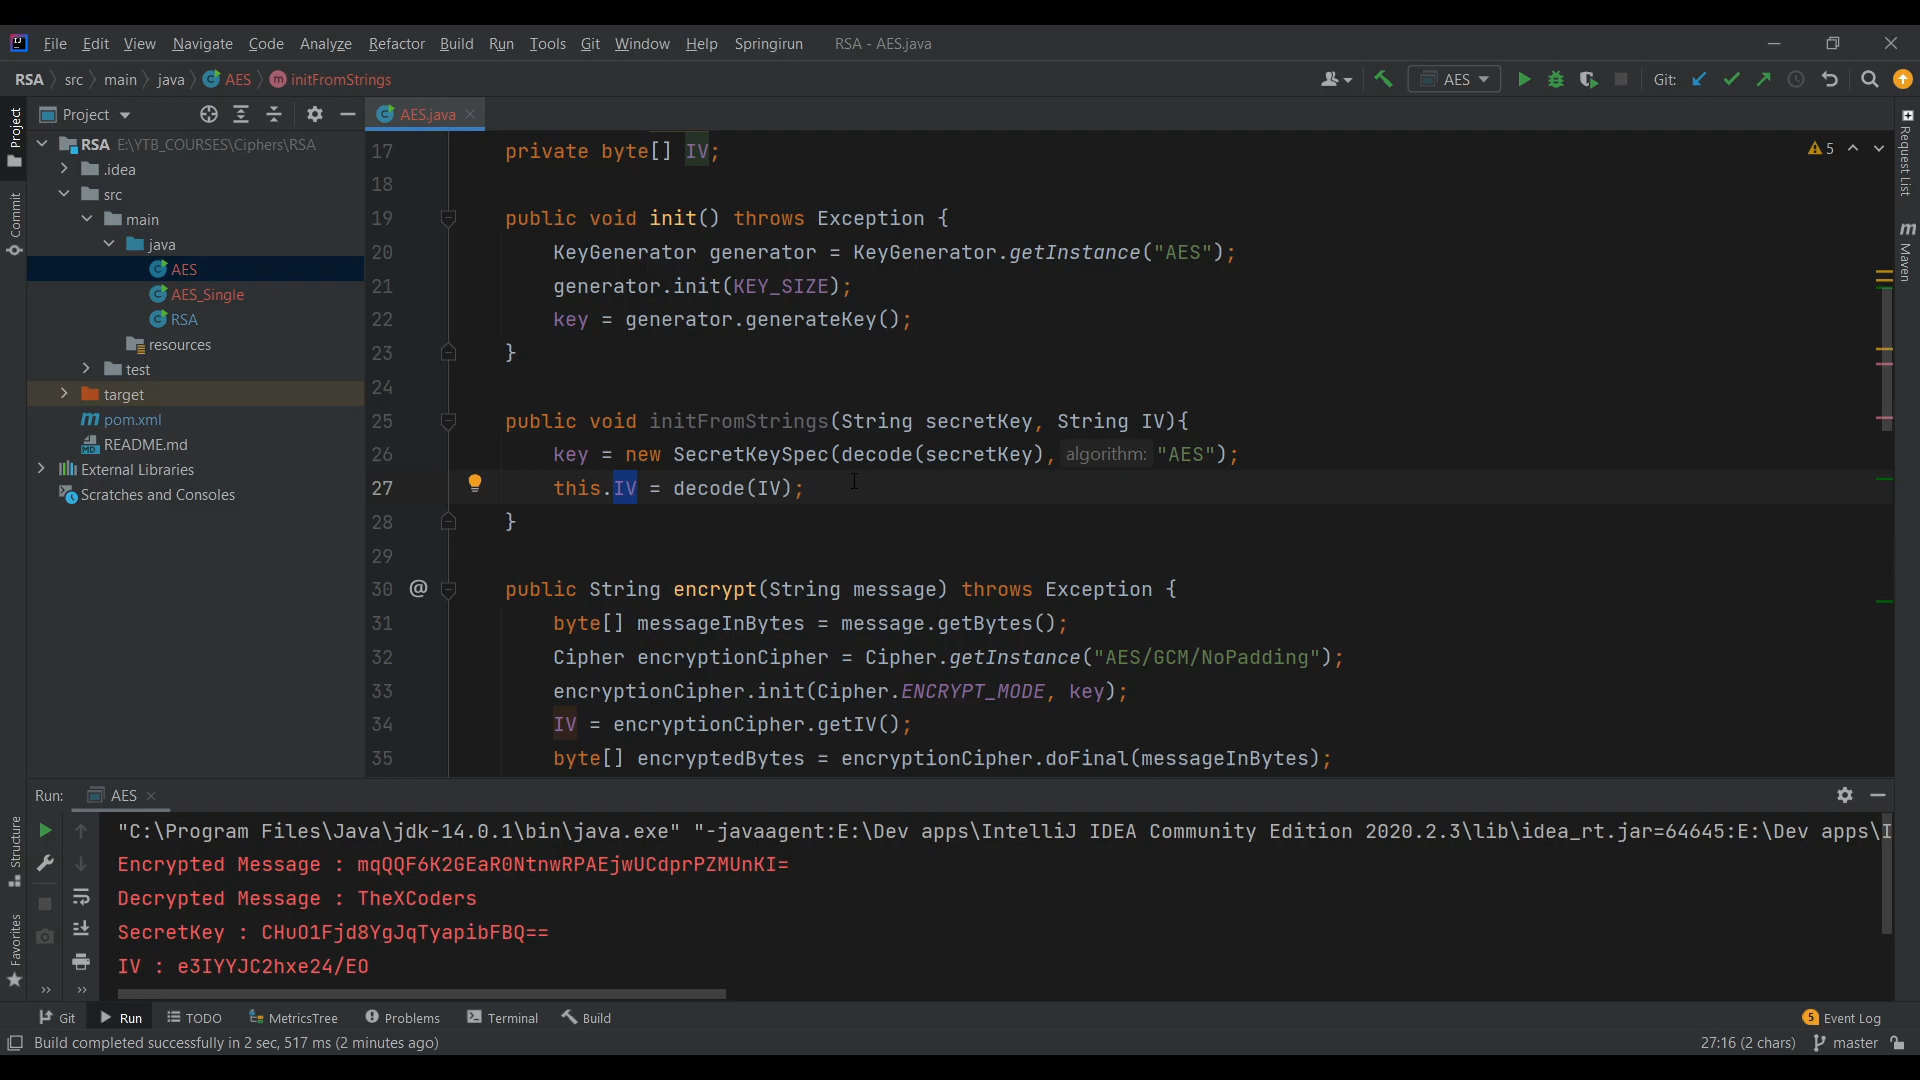 File Edit View Navigate Code Analyze Refactor Build Run Tools Git Window Help Springirun RSA - AES.java
RSA src main java AES initFromStrings AES Git:
Project AES.java
RSA E:\YTB_COURSES\Ciphers\RSA
.idea
src
main
java
AES
AES_Single
RSA
resources
test
target
pom.xml
README.md
External Libraries
Scratches and Consoles
Project
Commit
Structure
Favorites
Request List
Maven
5
17 private byte[] IV;
18
19 public void init() throws Exception {
20 KeyGenerator generator = KeyGenerator.getInstance("AES");
21 generator.init(KEY_SIZE);
22 key = generator.generateKey();
23 }
24
25 public void initFromStrings(String secretKey, String IV){
26 key = new SecretKeySpec(decode(secretKey), algorithm: "AES");
27 this.IV = decode(IV);
28 }
29
30 @ public String encrypt(String message) throws Exception {
31 byte[] messageInBytes = message.getBytes();
32 Cipher encryptionCipher = Cipher.getInstance("AES/GCM/NoPadding");
33 encryptionCipher.init(Cipher.ENCRYPT_MODE, key);
34 IV = encryptionCipher.getIV();
35 byte[] encryptedBytes = encryptionCipher.doFinal(messageInBytes);
Run: AES
"C:\Program Files\Java\jdk-14.0.1\bin\java.exe" "-javaagent:E:\Dev apps\IntelliJ IDEA Community Edition 2020.2.3\lib\idea_rt.jar=64645:E:\Dev apps\I
Encrypted Message : mqQQF6K2GEaR0NtnwRPAEjwUCdprPZMUnKI=
Decrypted Message : TheXCoders
SecretKey : CHuO1Fjd8YgJqTyapibFBQ==
IV : e3IYYJC2hxe24/EO
Git Run TODO MetricsTree Problems Terminal Build 5 Event Log
Build completed successfully in 2 sec, 517 ms (2 minutes ago) 27:16 (2 chars) master